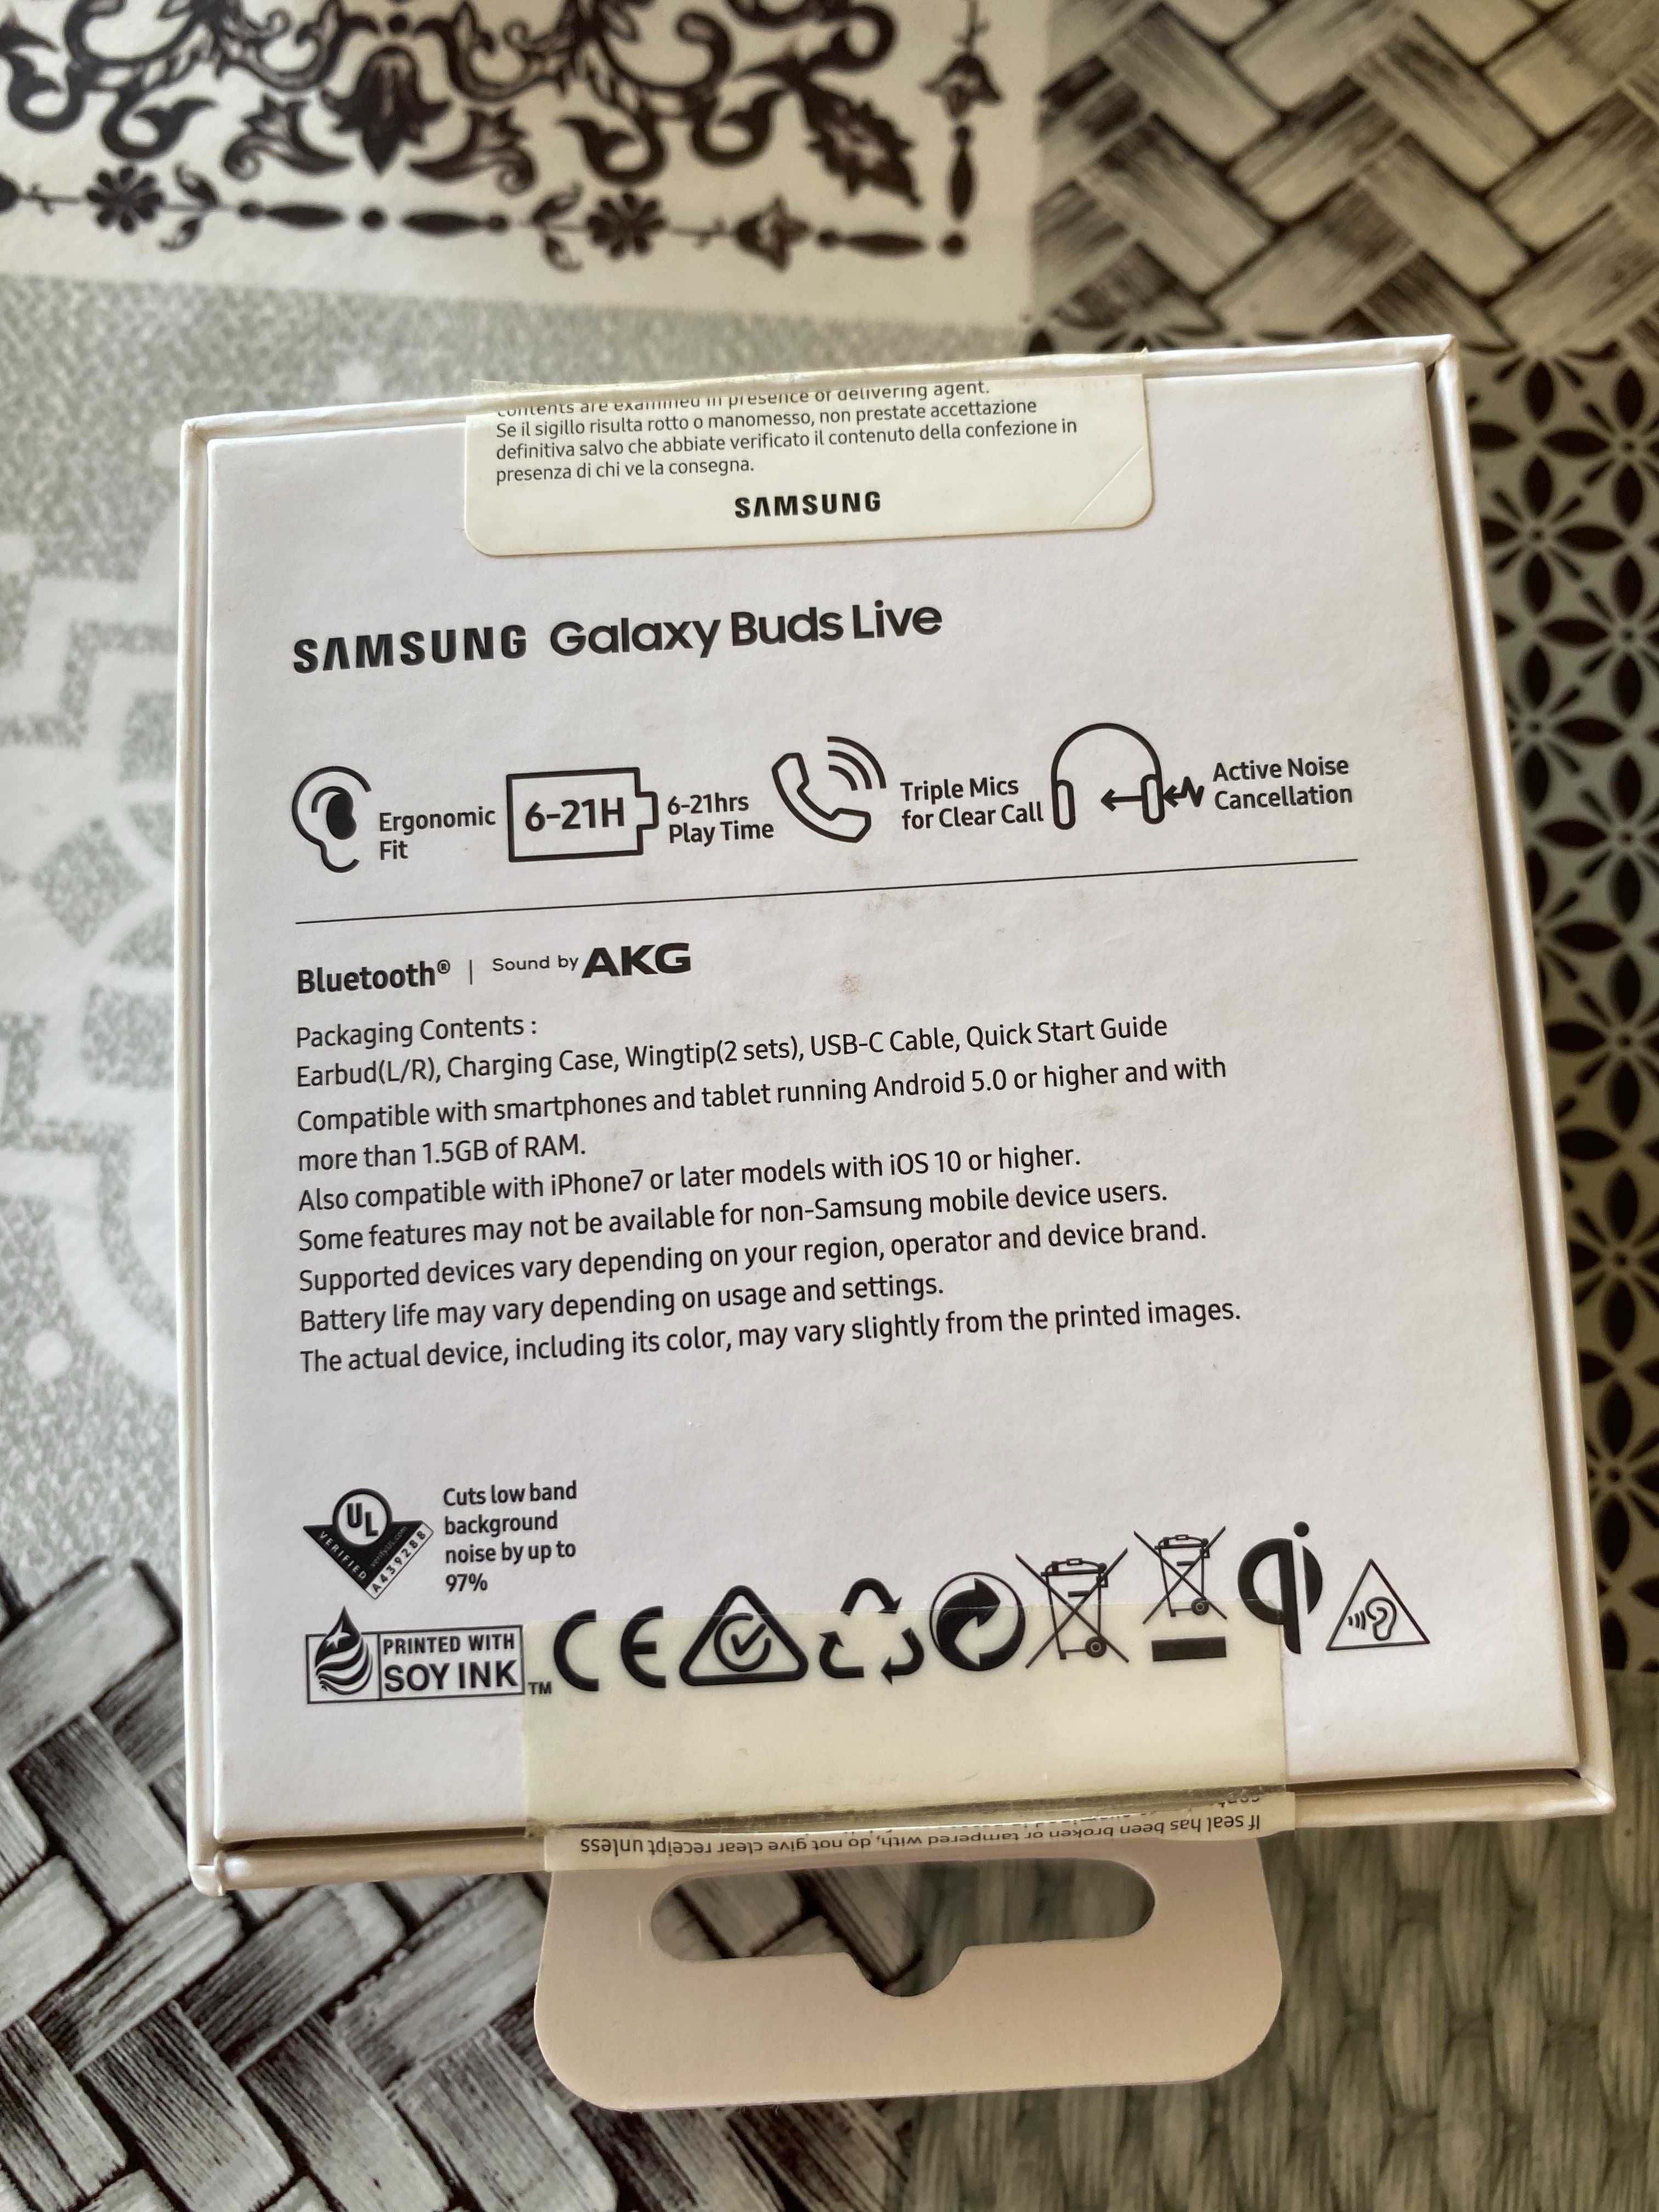 contents are examined in presence of delivering agent.
Se il sigillo risulta rotto o manomesso, non prestate accettazione
definitiva salvo che abbiate verificato il contenuto della confezione in
presenza di chi ve la consegna.
SAMSUNG
SAMSUNG Galaxy Buds Live
Ergonomic
Fit
6-21H
6-21hrs
Play Time
Triple Mics
for Clear Call
Active Noise
Cancellation
Bluetooth® | Sound by AKG
Packaging Contents :
Earbud(L/R), Charging Case, Wingtip(2 sets), USB-C Cable, Quick Start Guide
Compatible with smartphones and tablet running Android 5.0 or higher and with
more than 1.5GB of RAM.
Also compatible with iPhone7 or later models with iOS 10 or higher.
Some features may not be available for non-Samsung mobile device users.
Supported devices vary depending on your region, operator and device brand.
Battery life may vary depending on usage and settings.
The actual device, including its color, may vary slightly from the printed images.
UL
VERIFIED
verify.UL.com
A439288
Cuts low band
background
noise by up to
97%
PRINTED WITH
SOY INK TM
CE
qi
If seal has been broken or tampered with, do not give clear receipt unless